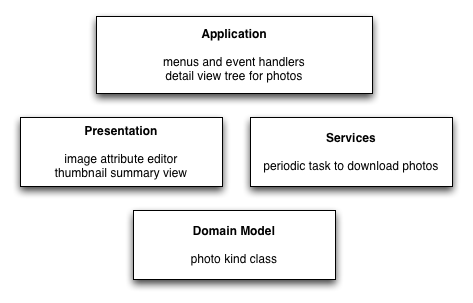 Application
menus and event handlers
detail view tree for photos
Presentation
image attribute editor
thumbnail summary view
Services
periodic task to download photos
Domain Model
photo kind class